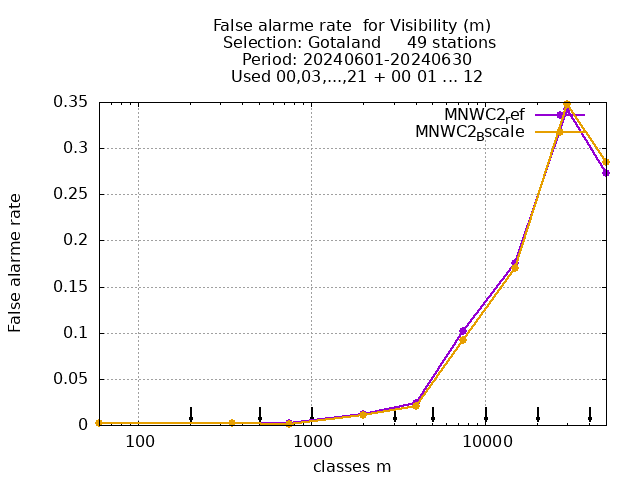 False alarme rate  for Visibility (m)
Selection: Gotaland     49 stations
Period: 20240601-20240630
Used 00,03,...,21 + 00 01 ... 12
0.35
0.3
0.25
0.2
0.15
0.1
0.05
0
False alarme rate
MNWC2ref
MNWC2Bscale
100
1000
10000
classes m